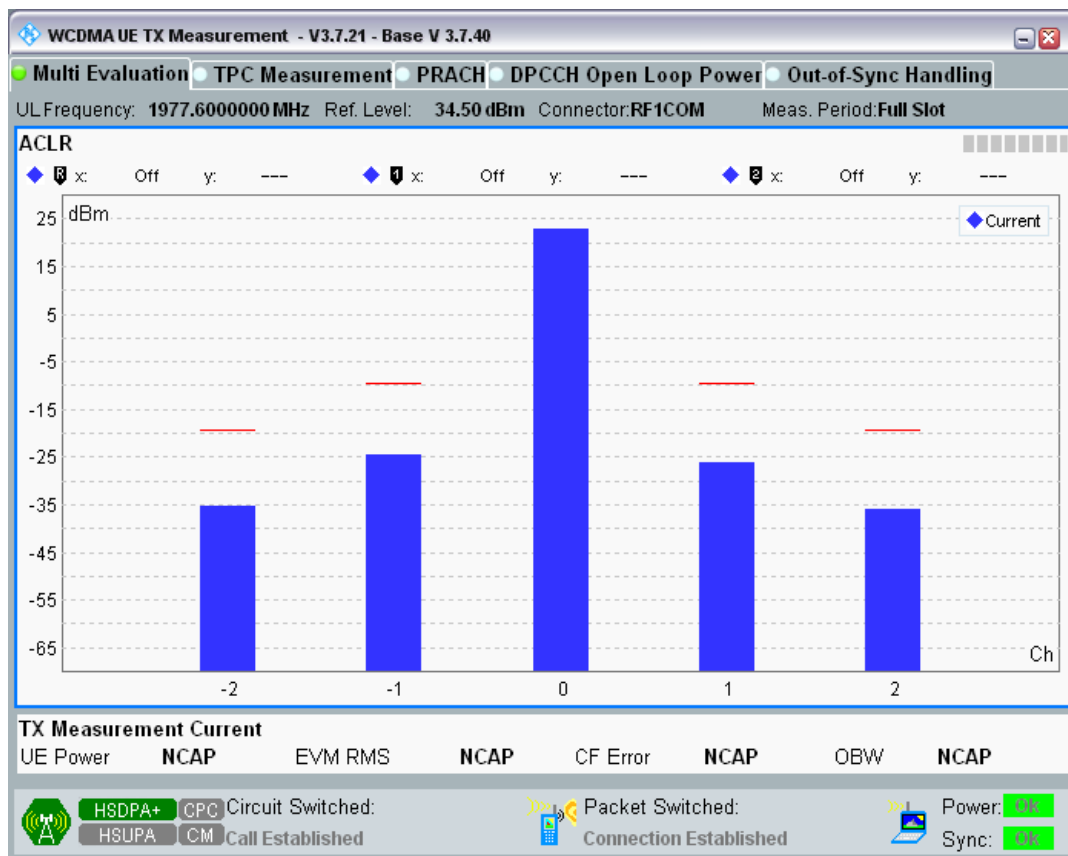 WCDMA UE TX Measurement - V3.7.21 - Base V 3.7.40
Multi Evaluation TPC Measurement PRACH DPCCH Open Loop Power Out-of-Sync Handling
UL Frequency: 1977.6000000 MHz Ref. Level: 34.50 dBm Connector:RF1COM Meas. Period:Full Slot
ACLR
R x: Off y: --- 1 x: Off y: --- 2 x: Off y: ---
dBm
Current
25
15
5
-5
-15
-25
-35
-45
-55
-65
Ch
-2 -1 0 1 2
TX Measurement Current
UE Power NCAP EVM RMS NCAP CF Error NCAP OBW NCAP
HSDPA+ CPC Circuit Switched: Packet Switched: Power: OK
HSUPA CM Call Established Connection Established Sync: OK